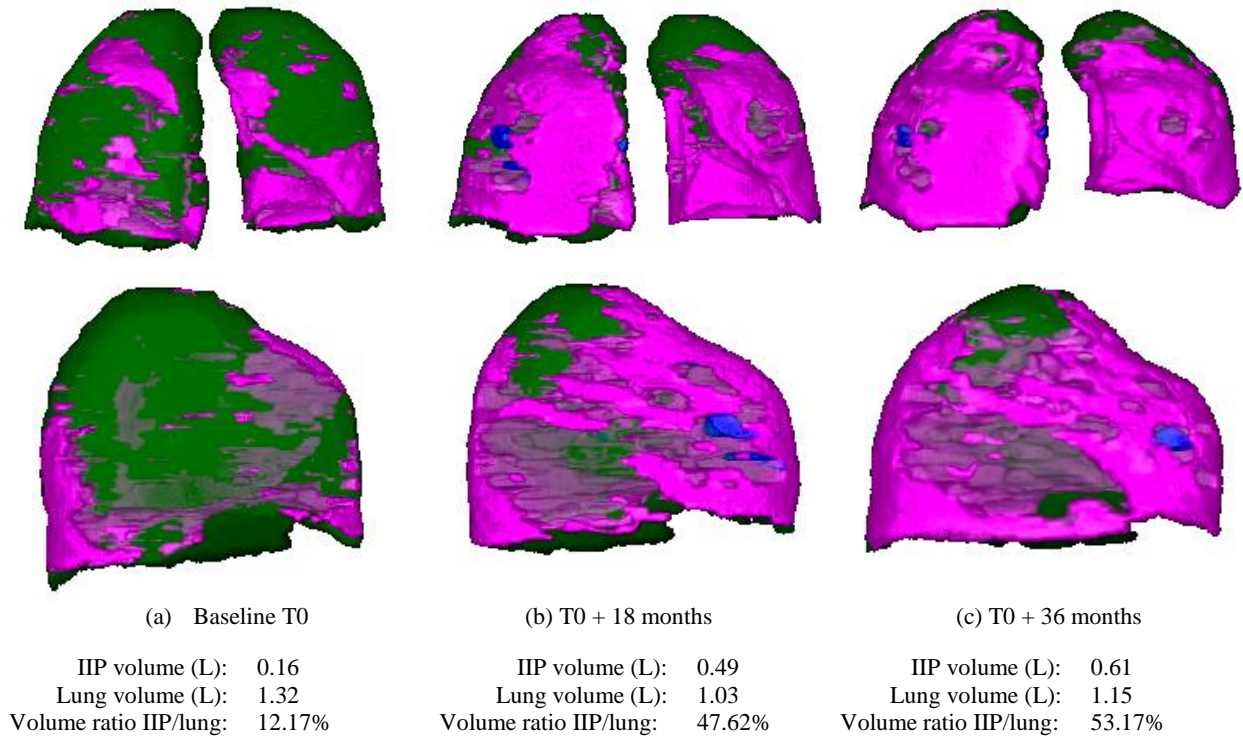 (a) Baseline T0 (b) T0 + 18 months (c) T0 + 36 months
IIP volume (L): 0.16 IIP volume (L): 0.49 IIP volume (L): 0.61
Lung volume (L): 1.32 Lung volume (L): 1.03 Lung volume (L): 1.15
Volume ratio IIP/lung: 12.17% Volume ratio IIP/lung: 47.62% Volume ratio IIP/lung: 53.17%